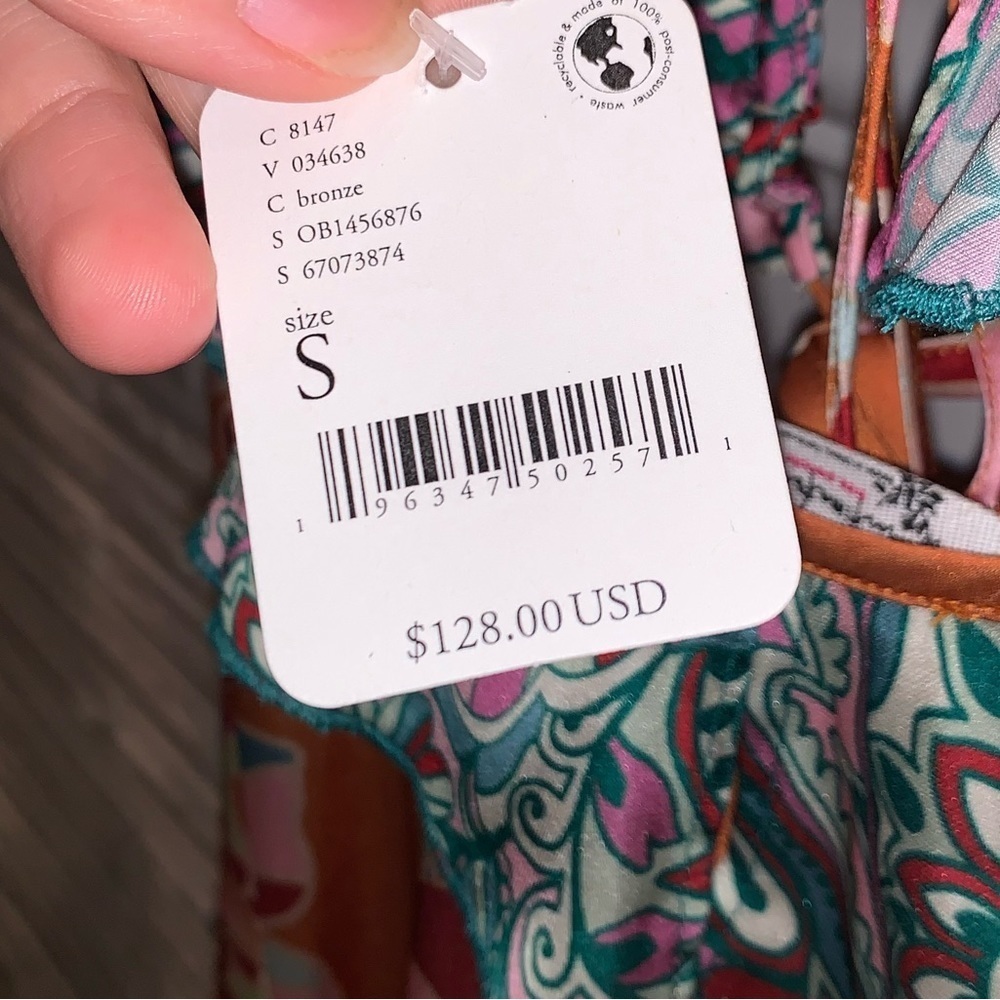 recyclable & made of 100% post-consumer waste •
C 8147
V 034638
C bronze
S OB1456876
S 67073874
size
S
1 96347 50257 1
$128.00 USD